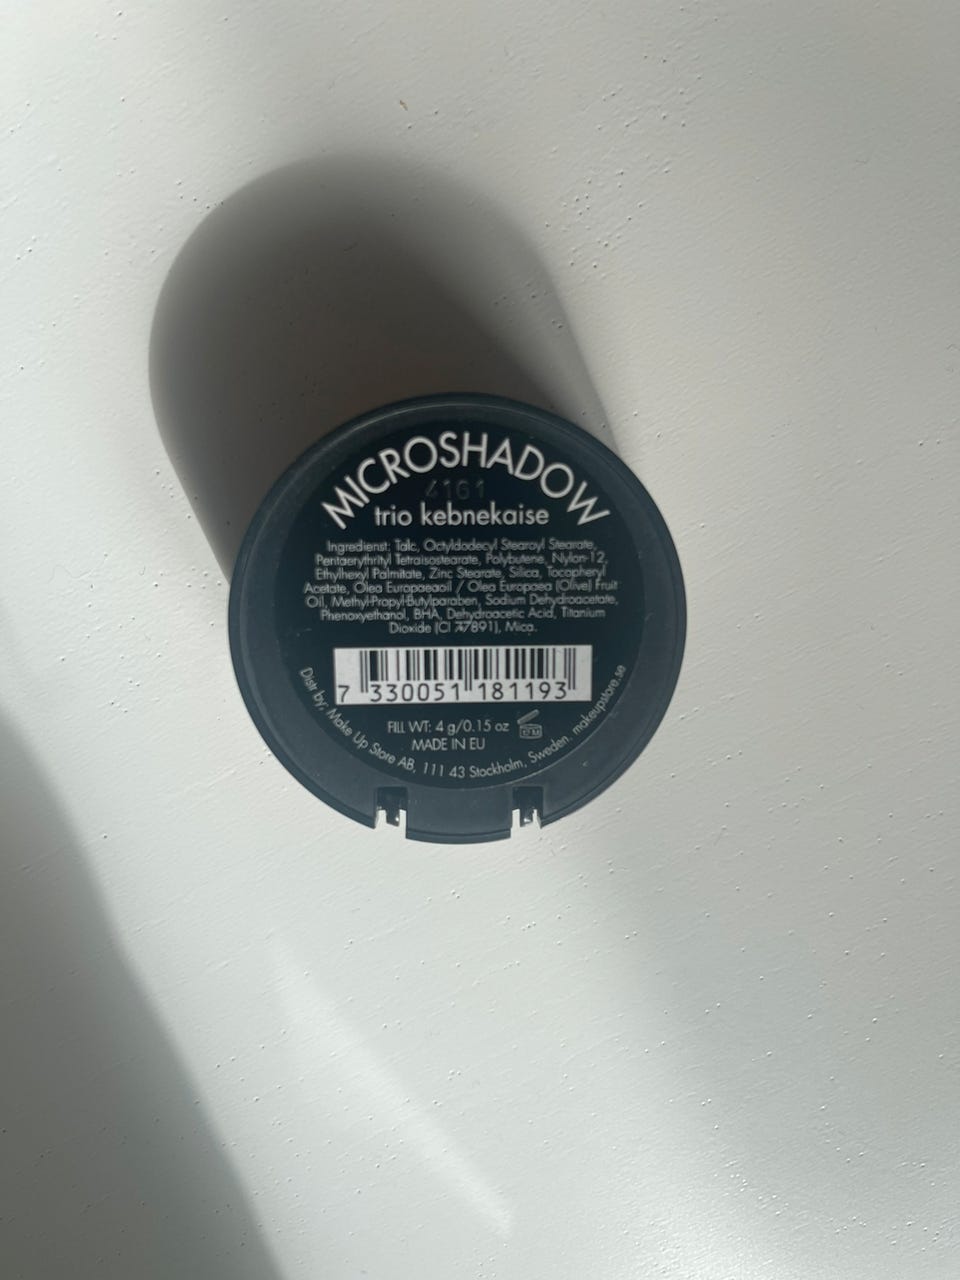 MICROSHADOW
4161
trio kebnekaise
Ingredienst: Talc, Octyldodecyl Stearoyl Stearate,
Pentaerythrityl Tetraisostearate, Polybutene, Nylon-12,
Ethylhexyl Palmitate, Zinc Stearate, Silica, Tocopheryl
Acetate, Olea Europaeaoil / Olea Europaea (Olive) Fruit
Oil, Methyl-Propyl-Butylparaben, Sodium Dehydroacetate,
Phenoxyethanol, BHA, Dehydroacetic Acid, Titanium
Dioxide (CI 77891), Mica.
7 330051 181193
FILL WT: 4 g/0.15 oz
MADE IN EU
Distr by: Make Up Store AB, 111 43 Stockholm, Sweden. makeupstore.se